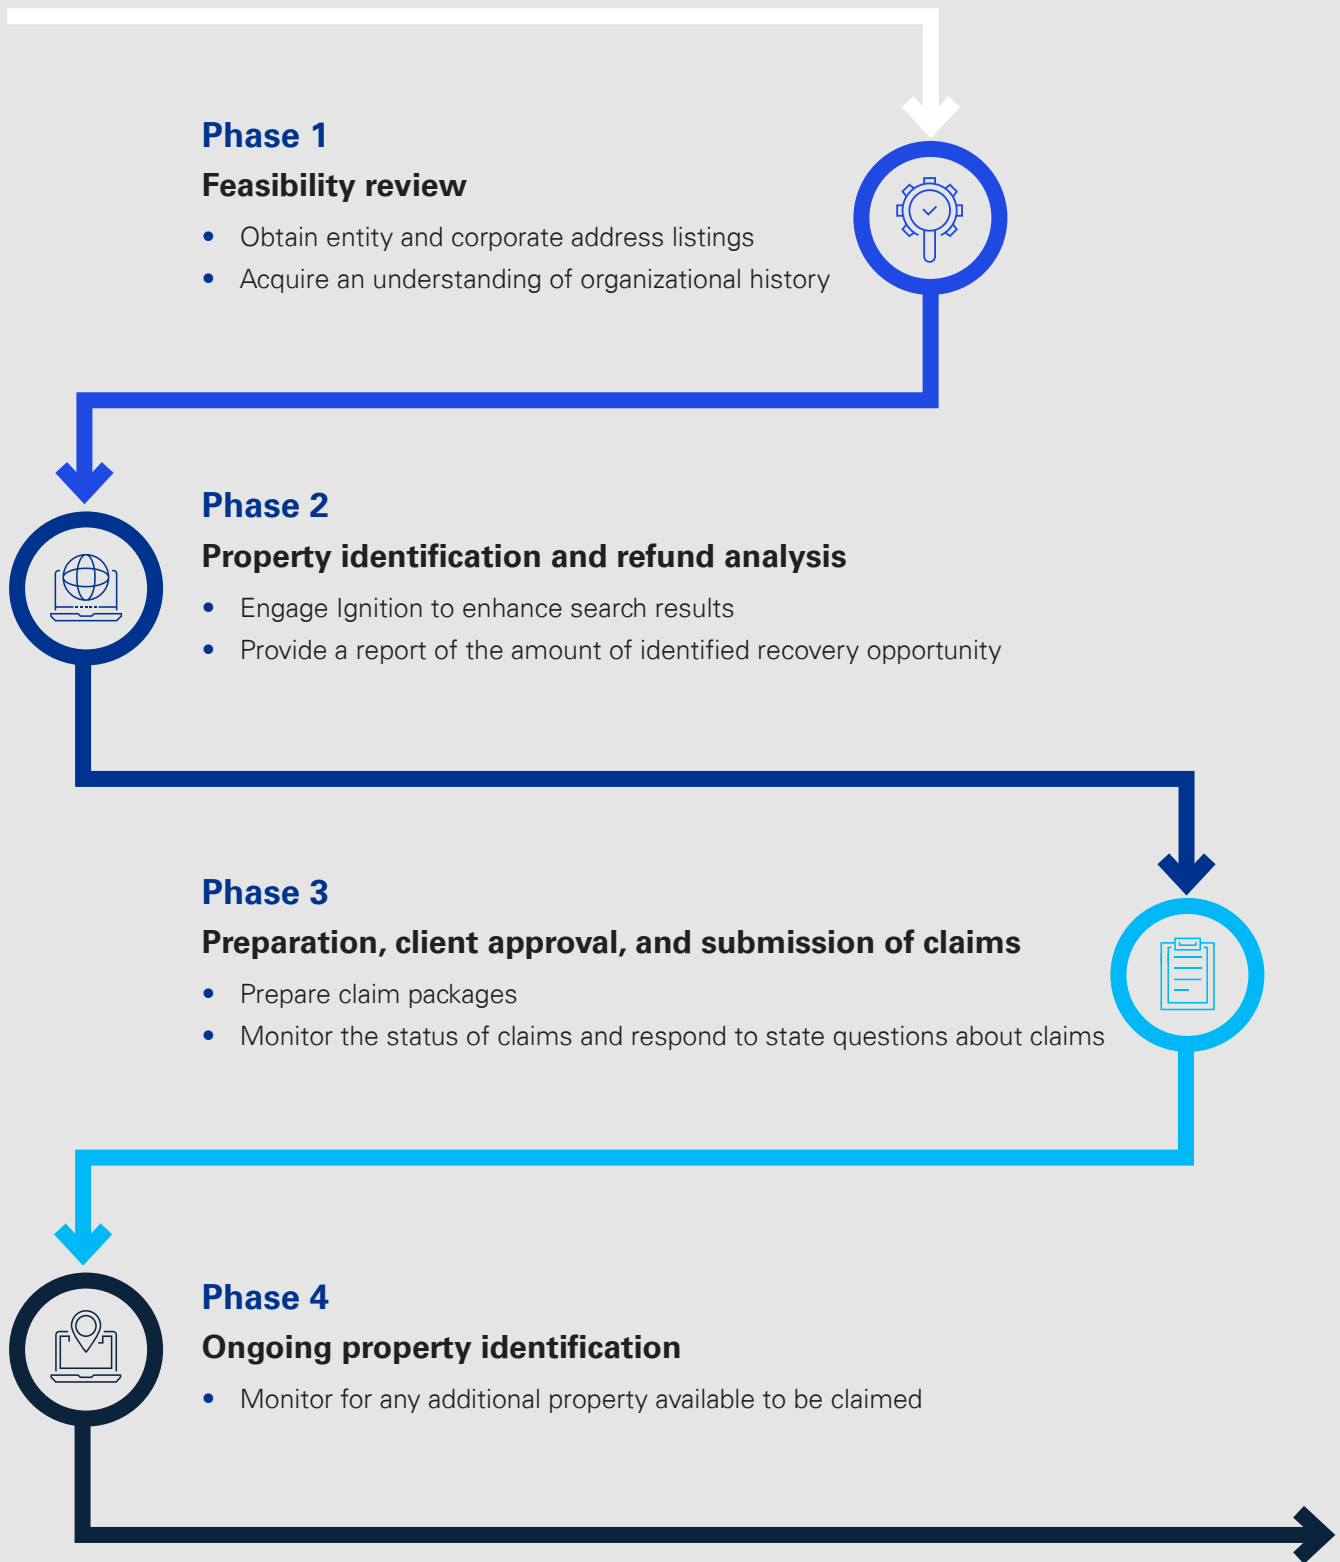 Phase 1
Feasibility review
• Obtain entity and corporate address listings
• Acquire an understanding of organizational history
Phase 2
Property identification and refund analysis
• Engage Ignition to enhance search results
• Provide a report of the amount of identified recovery opportunity
Phase 3
Preparation, client approval, and submission of claims
• Prepare claim packages
• Monitor the status of claims and respond to state questions about claims
Phase 4
Ongoing property identification
• Monitor for any additional property available to be claimed